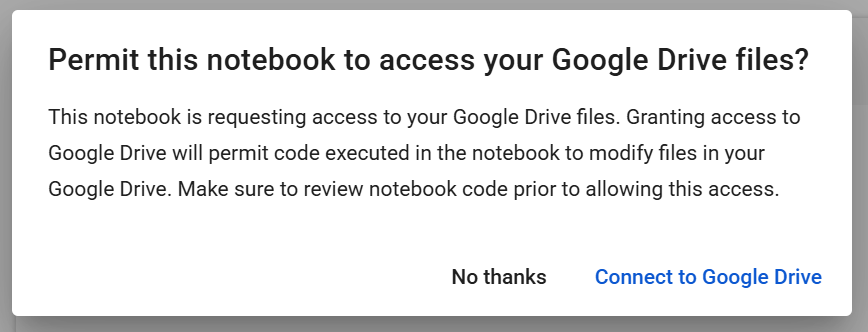 Permit this notebook to access your Google Drive files?
This notebook is requesting access to your Google Drive files. Granting access to
Google Drive will permit code executed in the notebook to modify files in your
Google Drive. Make sure to review notebook code prior to allowing this access.
No thanks
Connect to Google Drive